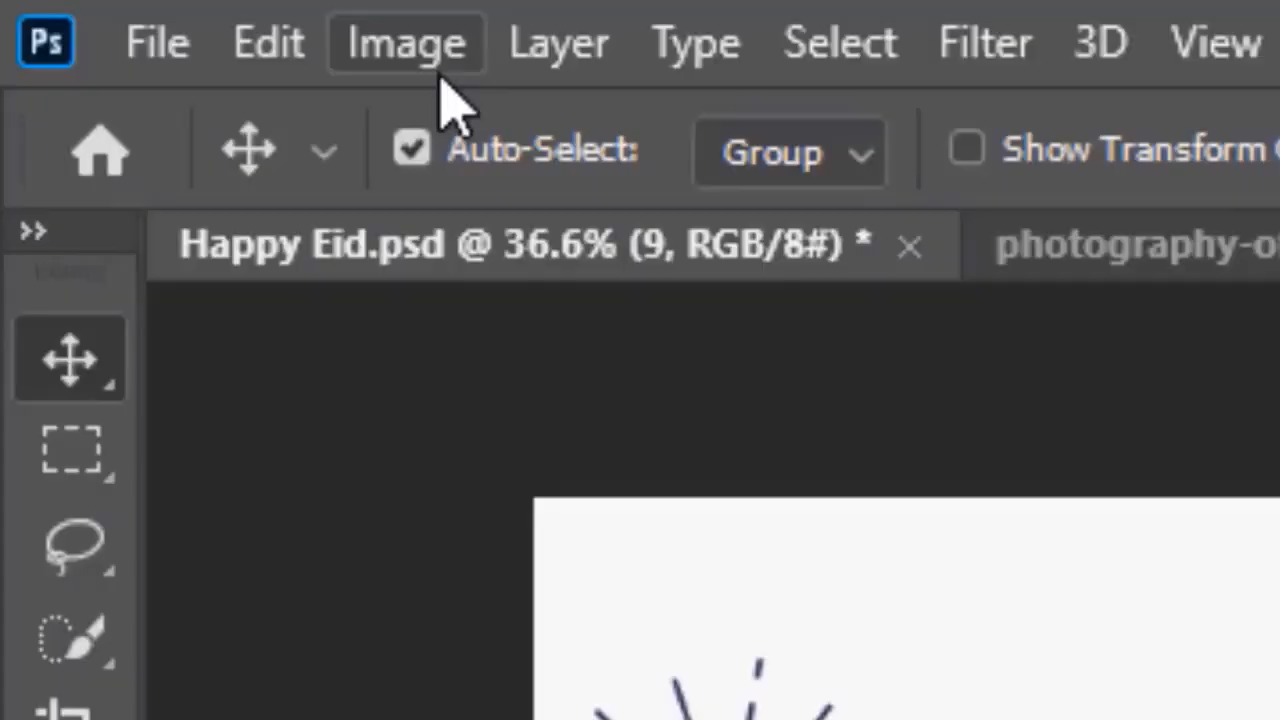 Ps File Edit Image Layer Type Select Filter 3D View
Auto-Select: Group Show Transform
Happy Eid.psd @ 36.6% (9, RGB/8#) * × photography-o